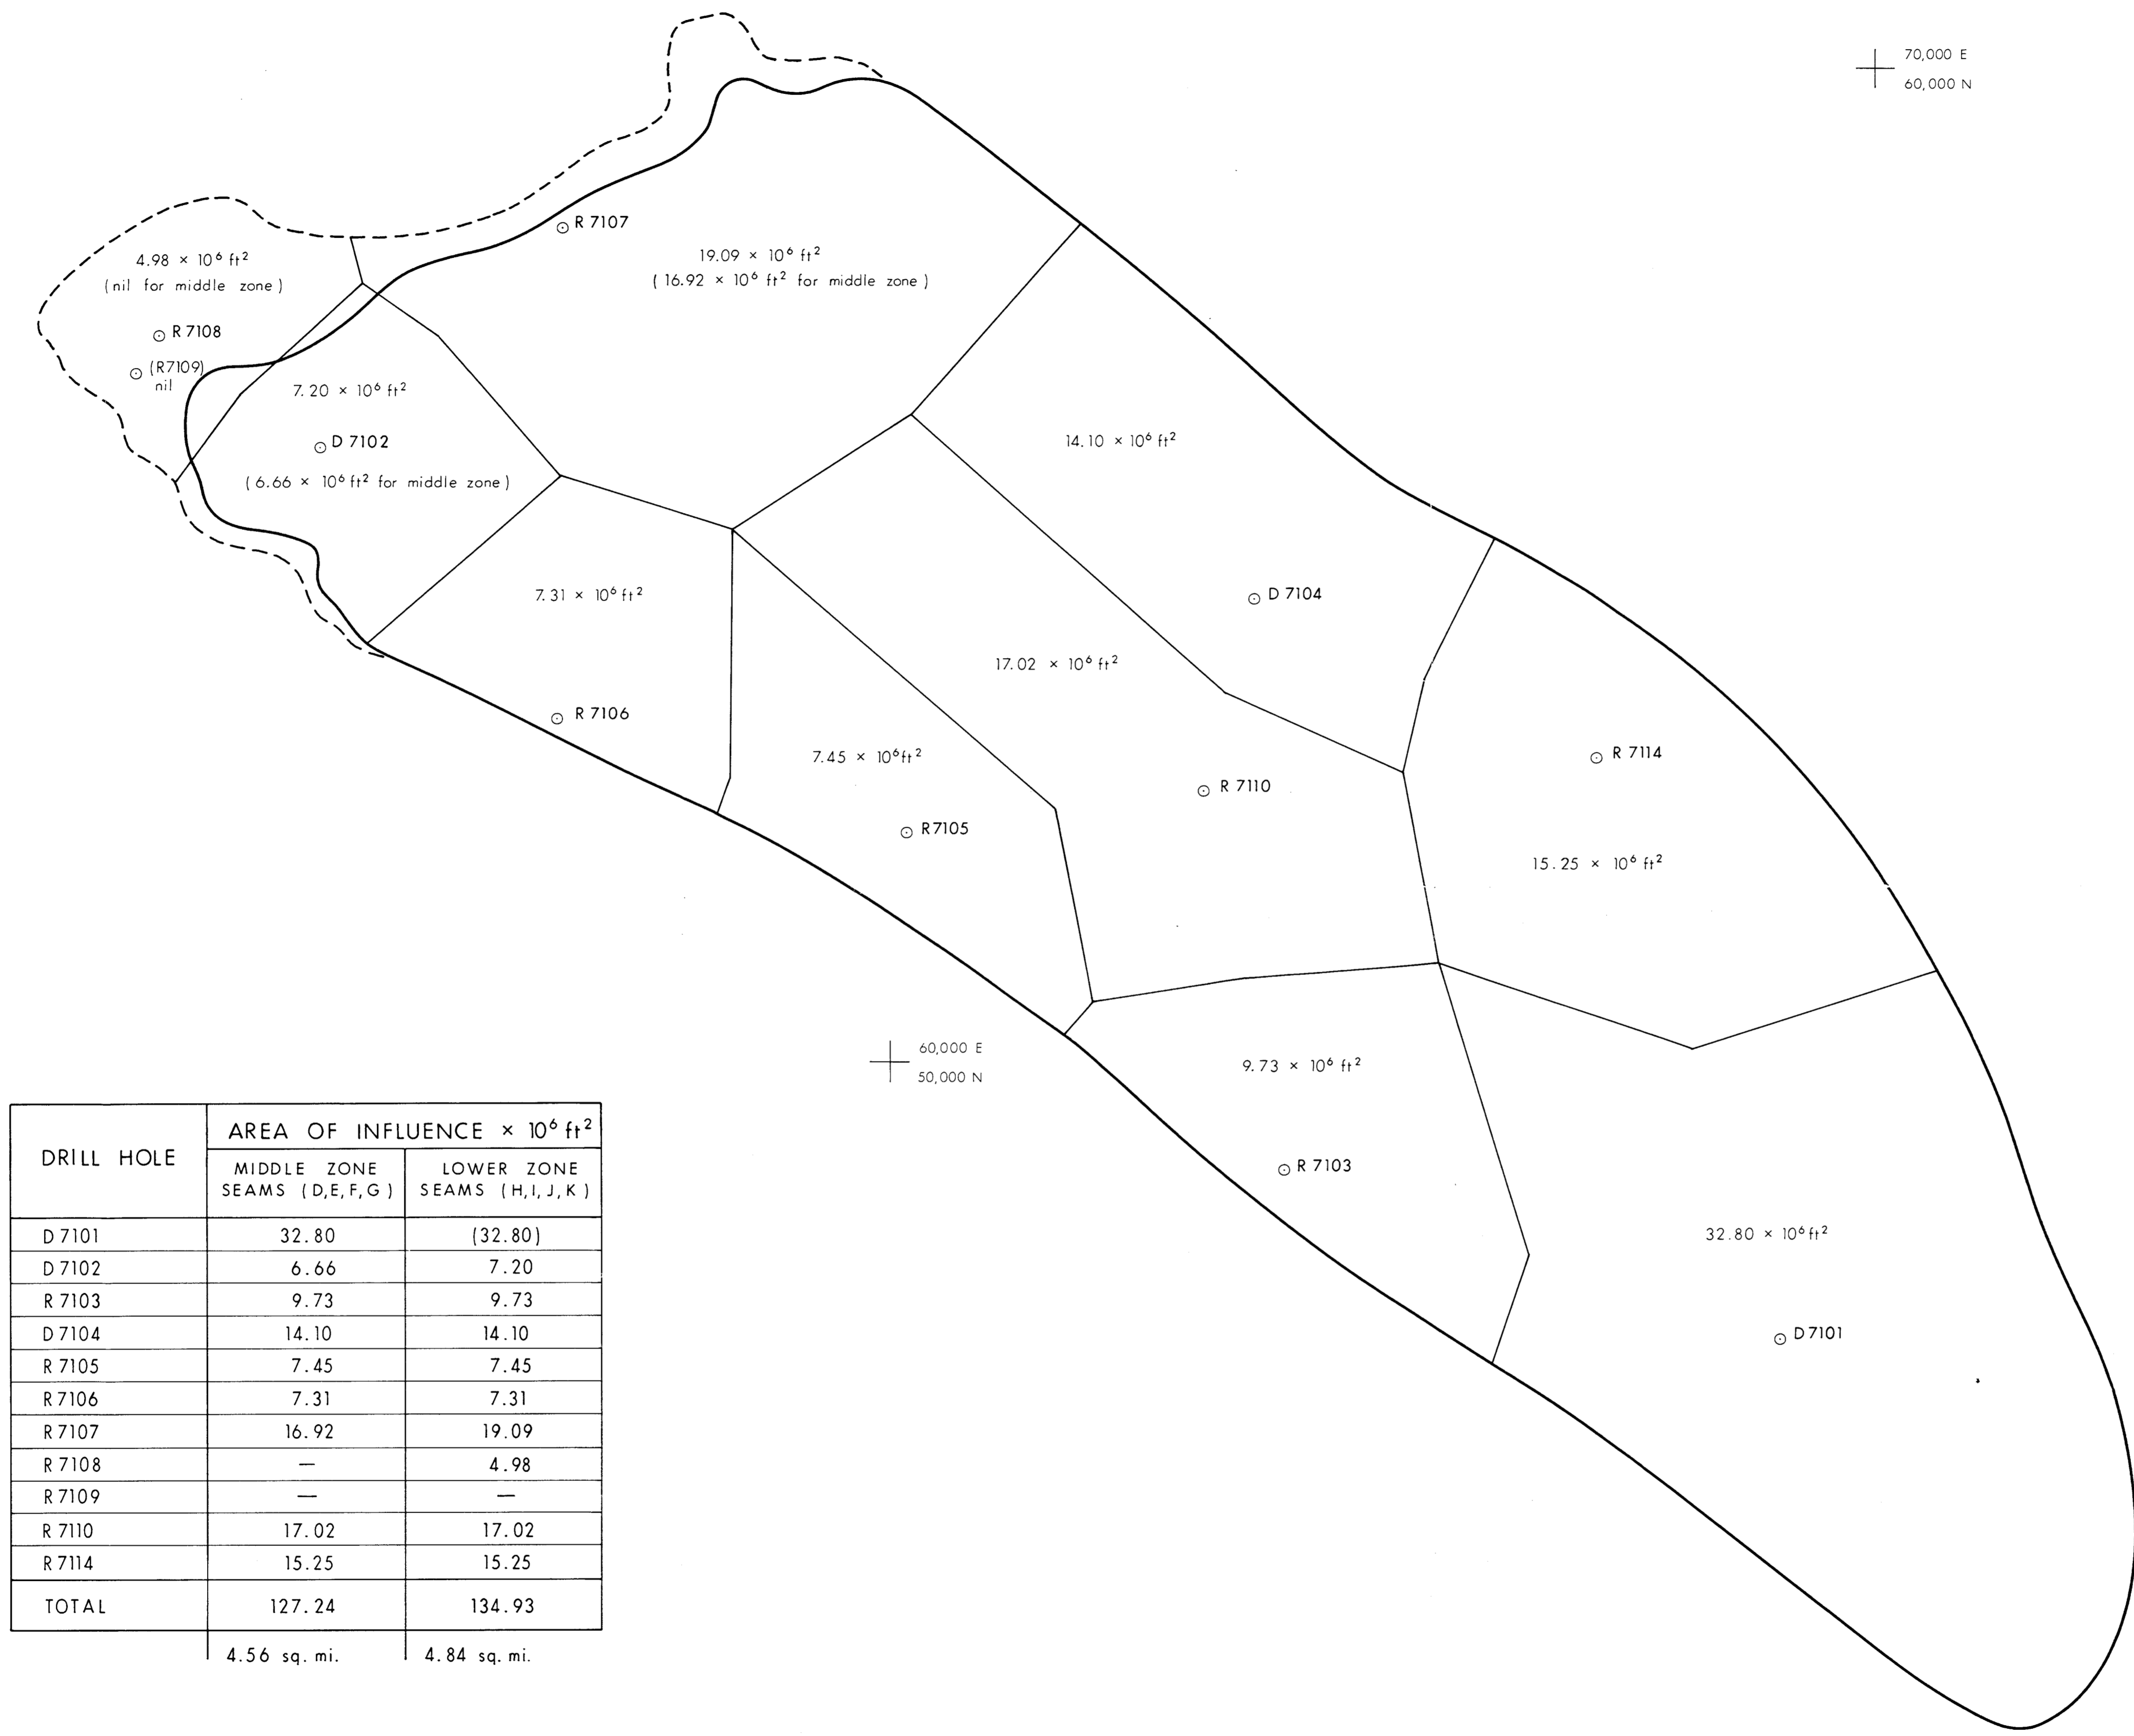 70,000 E
60,000 N
R 7107
4.98 × 10⁶ ft²
(nil for middle zone)
19.09 × 10⁶ ft²
(16.92 × 10⁶ ft² for middle zone)
R 7108
(R7109)
nil
7.20 × 10⁶ ft²
D 7102
(6.66 × 10⁶ ft² for middle zone)
14.10 × 10⁶ ft²
D 7104
7.31 × 10⁶ ft²
17.02 × 10⁶ ft²
R 7106
7.45 × 10⁶ ft²
R 7114
R 7110
R7105
15.25 × 10⁶ ft²
60,000 E
50,000 N
9.73 × 10⁶ ft²
R 7103
32.80 × 10⁶ ft²
D 7101
DRILL HOLE
AREA OF INFLUENCE × 10⁶ ft²
MIDDLE ZONE
SEAMS (D,E,F,G)
LOWER ZONE
SEAMS (H,I,J,K)
D 7101 32.80 (32.80)
D 7102 6.66 7.20
R 7103 9.73 9.73
D 7104 14.10 14.10
R 7105 7.45 7.45
R 7106 7.31 7.31
R 7107 16.92 19.09
R 7108 — 4.98
R 7109 — —
R 7110 17.02 17.02
R 7114 15.25 15.25
TOTAL 127.24 134.93
4.56 sq. mi. 4.84 sq. mi.